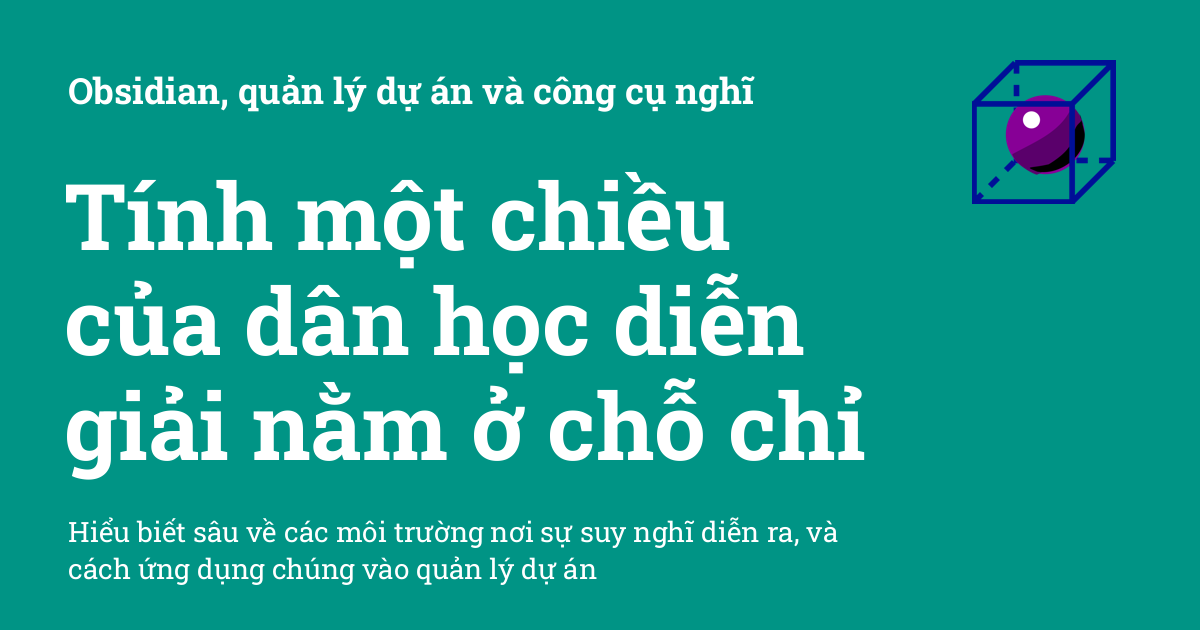 Obsidian, quản lý dự án và công cụ nghĩ
Tính một chiều
của dân học diễn
giải nằm ở chỗ chỉ
Hiểu biết sâu về các môi trường nơi sự suy nghĩ diễn ra, và
cách ứng dụng chúng vào quản lý dự án